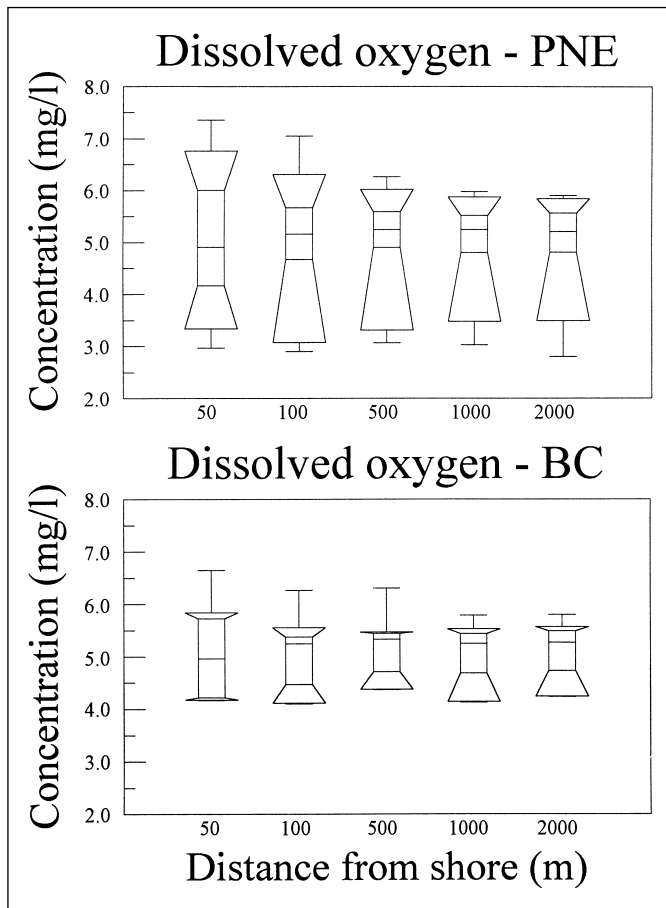 Dissolved oxygen - PNE
Concentration (mg/l)
8.0
7.0
6.0
5.0
4.0
3.0
2.0
50 100 500 1000 2000
Dissolved oxygen - BC
Concentration (mg/l)
8.0
7.0
6.0
5.0
4.0
3.0
2.0
50 100 500 1000 2000
Distance from shore (m)